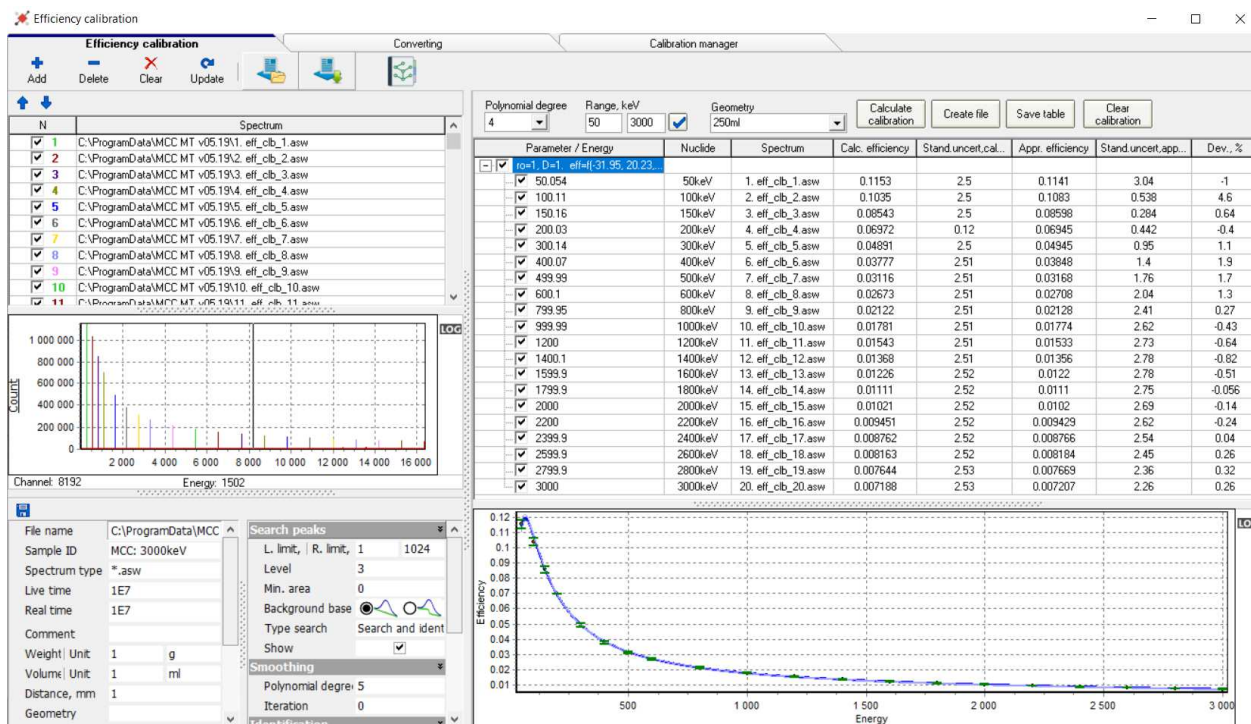 Efficiency calibration
Efficiency calibration Converting Calibration manager
Add Delete Clear Update
N Spectrum
1 C:\ProgramData\MCC MT v05.19\1. eff_clb_1.asw
2 C:\ProgramData\MCC MT v05.19\2. eff_clb_2.asw
3 C:\ProgramData\MCC MT v05.19\3. eff_clb_3.asw
4 C:\ProgramData\MCC MT v05.19\4. eff_clb_4.asw
5 C:\ProgramData\MCC MT v05.19\5. eff_clb_5.asw
6 C:\ProgramData\MCC MT v05.19\6. eff_clb_6.asw
7 C:\ProgramData\MCC MT v05.19\7. eff_clb_7.asw
8 C:\ProgramData\MCC MT v05.19\8. eff_clb_8.asw
9 C:\ProgramData\MCC MT v05.19\9. eff_clb_9.asw
10 C:\ProgramData\MCC MT v05.19\10. eff_clb_10.asw
11 C:\ProgramData\MCC MT v05.19\11. eff_clb_11.asw
LOG
1 000 000
800 000
600 000
400 000
200 000
0
Count
2 000 4 000 6 000 8 000 10 000 12 000 14 000 16 000
Channel: 8192 Energy: 1502
File name C:\ProgramData\MCC
Sample ID MCC: 3000keV
Spectrum type *.asw
Live time 1E7
Real time 1E7
Comment
Weight Unit 1 g
Volume Unit 1 ml
Distance, mm 1
Geometry
Search peaks
L. limit, R. limit, 1 1024
Level 3
Min. area 0
Background base
Type search Search and ident
Show
Smoothing
Polynomial degre 5
Iteration 0
Identification
Polynomial degree Range, keV Geometry
4 50 3000 250ml
Calculate calibration
Create file
Save table
Clear calibration
Parameter / Energy Nuclide Spectrum Calc. efficiency Stand.uncert,cal... Appr. efficiency Stand.uncert,app... Dev., %
ro=1, D=1. eff=f(-31.95, 20.23,...
50.054 50keV 1. eff_clb_1.asw 0.1153 2.5 0.1141 3.04 -1
100.11 100keV 2. eff_clb_2.asw 0.1035 2.5 0.1083 0.538 4.6
150.16 150keV 3. eff_clb_3.asw 0.08543 2.5 0.08598 0.284 0.64
200.03 200keV 4. eff_clb_4.asw 0.06972 0.12 0.06945 0.442 -0.4
300.14 300keV 5. eff_clb_5.asw 0.04891 2.5 0.04945 0.95 1.1
400.07 400keV 6. eff_clb_6.asw 0.03777 2.51 0.03848 1.4 1.9
499.99 500keV 7. eff_clb_7.asw 0.03116 2.51 0.03168 1.76 1.7
600.1 600keV 8. eff_clb_8.asw 0.02673 2.51 0.02708 2.04 1.3
799.95 800keV 9. eff_clb_9.asw 0.02122 2.51 0.02128 2.41 0.27
999.99 1000keV 10. eff_clb_10.asw 0.01781 2.51 0.01774 2.62 -0.43
1200 1200keV 11. eff_clb_11.asw 0.01543 2.51 0.01533 2.73 -0.64
1400.1 1400keV 12. eff_clb_12.asw 0.01368 2.51 0.01356 2.78 -0.82
1599.9 1600keV 13. eff_clb_13.asw 0.01226 2.52 0.0122 2.78 -0.51
1799.9 1800keV 14. eff_clb_14.asw 0.01111 2.52 0.0111 2.75 -0.056
2000 2000keV 15. eff_clb_15.asw 0.01021 2.52 0.0102 2.69 -0.14
2200 2200keV 16. eff_clb_16.asw 0.009451 2.52 0.009429 2.62 -0.24
2399.9 2400keV 17. eff_clb_17.asw 0.008762 2.52 0.008766 2.54 0.04
2599.9 2600keV 18. eff_clb_18.asw 0.008163 2.52 0.008184 2.45 0.26
2799.9 2800keV 19. eff_clb_19.asw 0.007644 2.53 0.007669 2.36 0.32
3000 3000keV 20. eff_clb_20.asw 0.007188 2.53 0.007207 2.26 0.26
LO
0.12
0.11
0.1
0.09
0.08
0.07
0.06
0.05
0.04
0.03
0.02
0.01
Efficiency
500 1 000 1 500 2 000 2 500 3 000
Energy